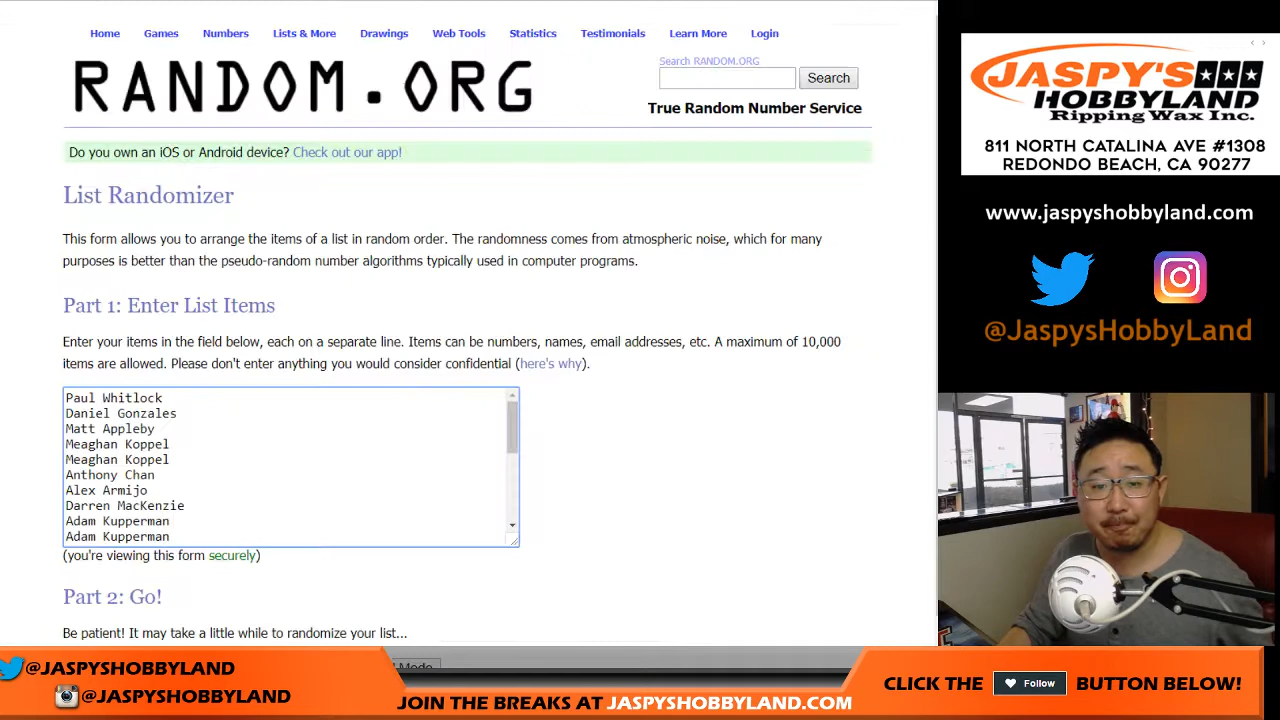 Home Games Numbers Lists & More Drawings Web Tools Statistics Testimonials Learn More Login
RANDOM.ORG
Search RANDOM.ORG
Search
True Random Number Service
Do you own an iOS or Android device? Check out our app!
List Randomizer
This form allows you to arrange the items of a list in random order. The randomness comes from atmospheric noise, which for many
purposes is better than the pseudo-random number algorithms typically used in computer programs.
Part 1: Enter List Items
Enter your items in the field below, each on a separate line. Items can be numbers, names, email addresses, etc. A maximum of 10,000
items are allowed. Please don't enter anything you would consider confidential (here's why).
Paul Whitlock
Daniel Gonzales
Matt Appleby
Meaghan Koppel
Meaghan Koppel
Anthony Chan
Alex Armijo
Darren MacKenzie
Adam Kupperman
Adam Kupperman
(you're viewing this form securely)
Part 2: Go!
Be patient! It may take a little while to randomize your list...
JASPY'S
HOBBYLAND
Ripping Wax Inc.
811 NORTH CATALINA AVE #1308
REDONDO BEACH, CA 90277
www.jaspyshobbyland.com
@JaspysHobbyLand
@JASPYSHOBBYLAND
@JASPYSHOBBYLAND
JOIN THE BREAKS AT JASPYSHOBBYLAND.COM
CLICK THE Follow BUTTON BELOW!